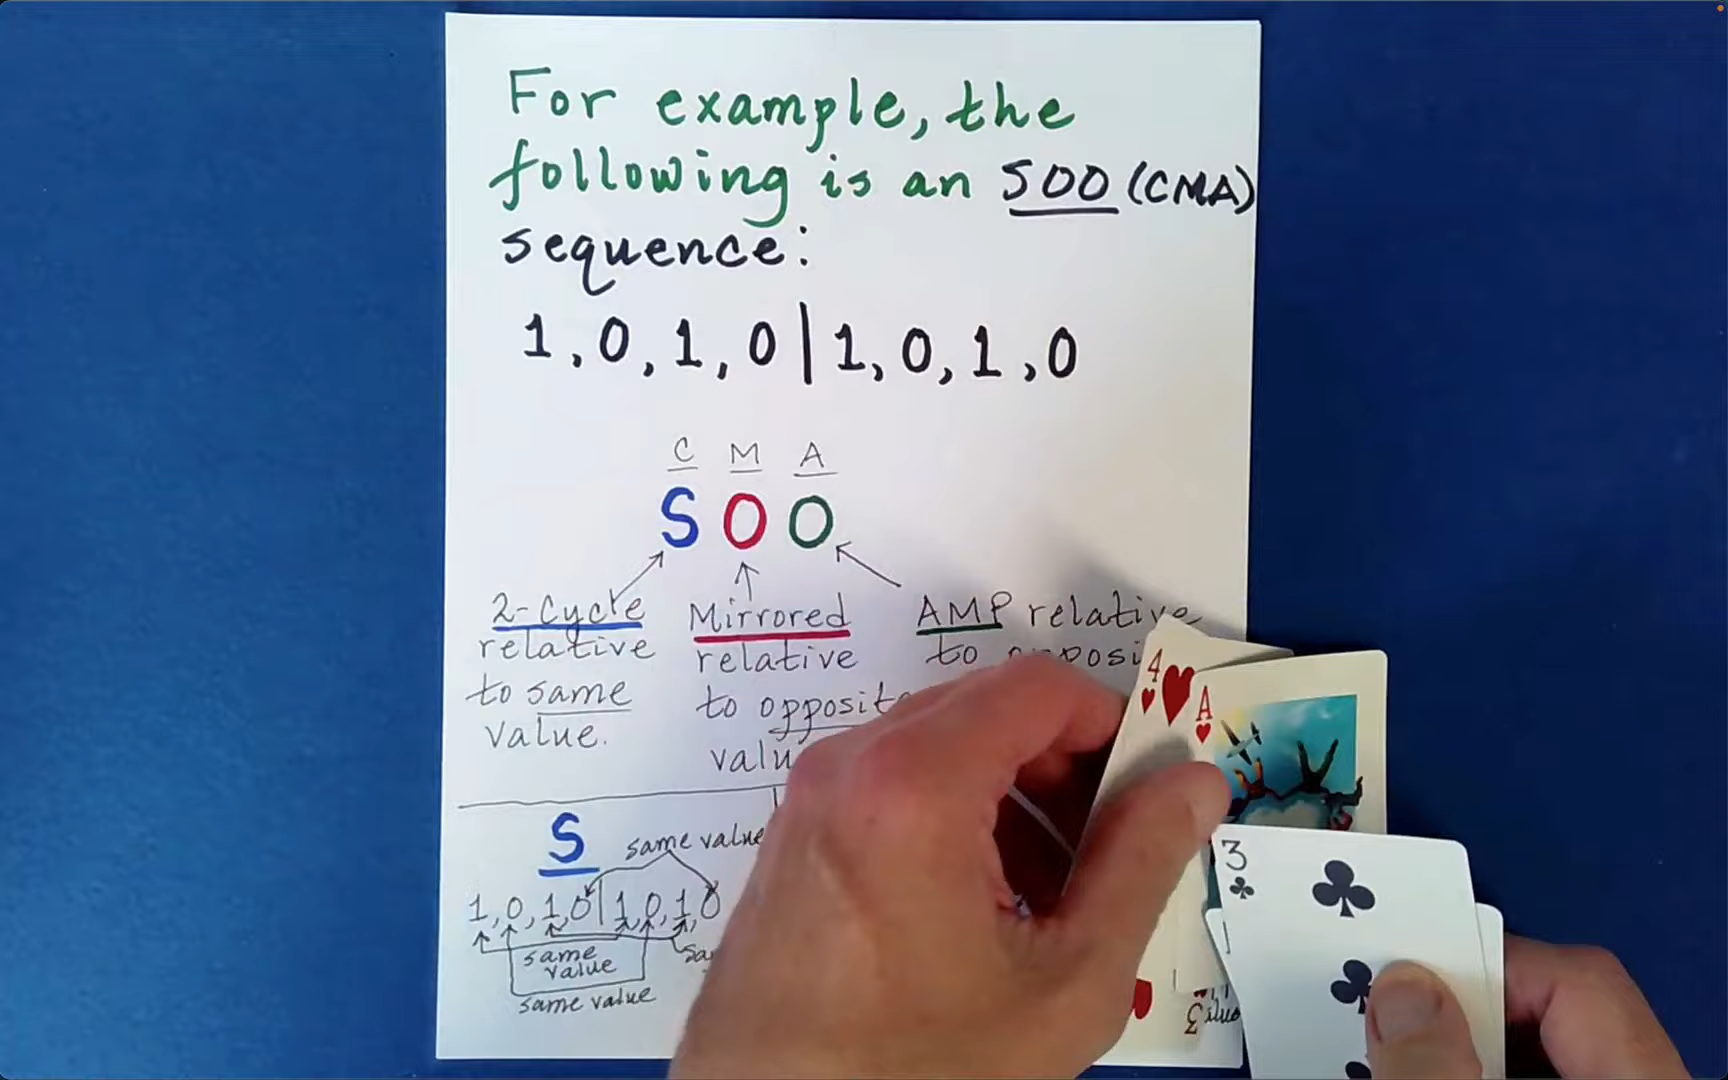 For example, the
following is an SOO (CMA)
sequence:
1, 0, 1, 0 | 1, 0, 1, 0
C M A
S O O
2-Cycle
relative
to same
value.
Mirrored
relative
to
AMP
to
S
same value
1, 0, 1, 0 | 1, 0, 1, 0
same
value
same value
4
A
3